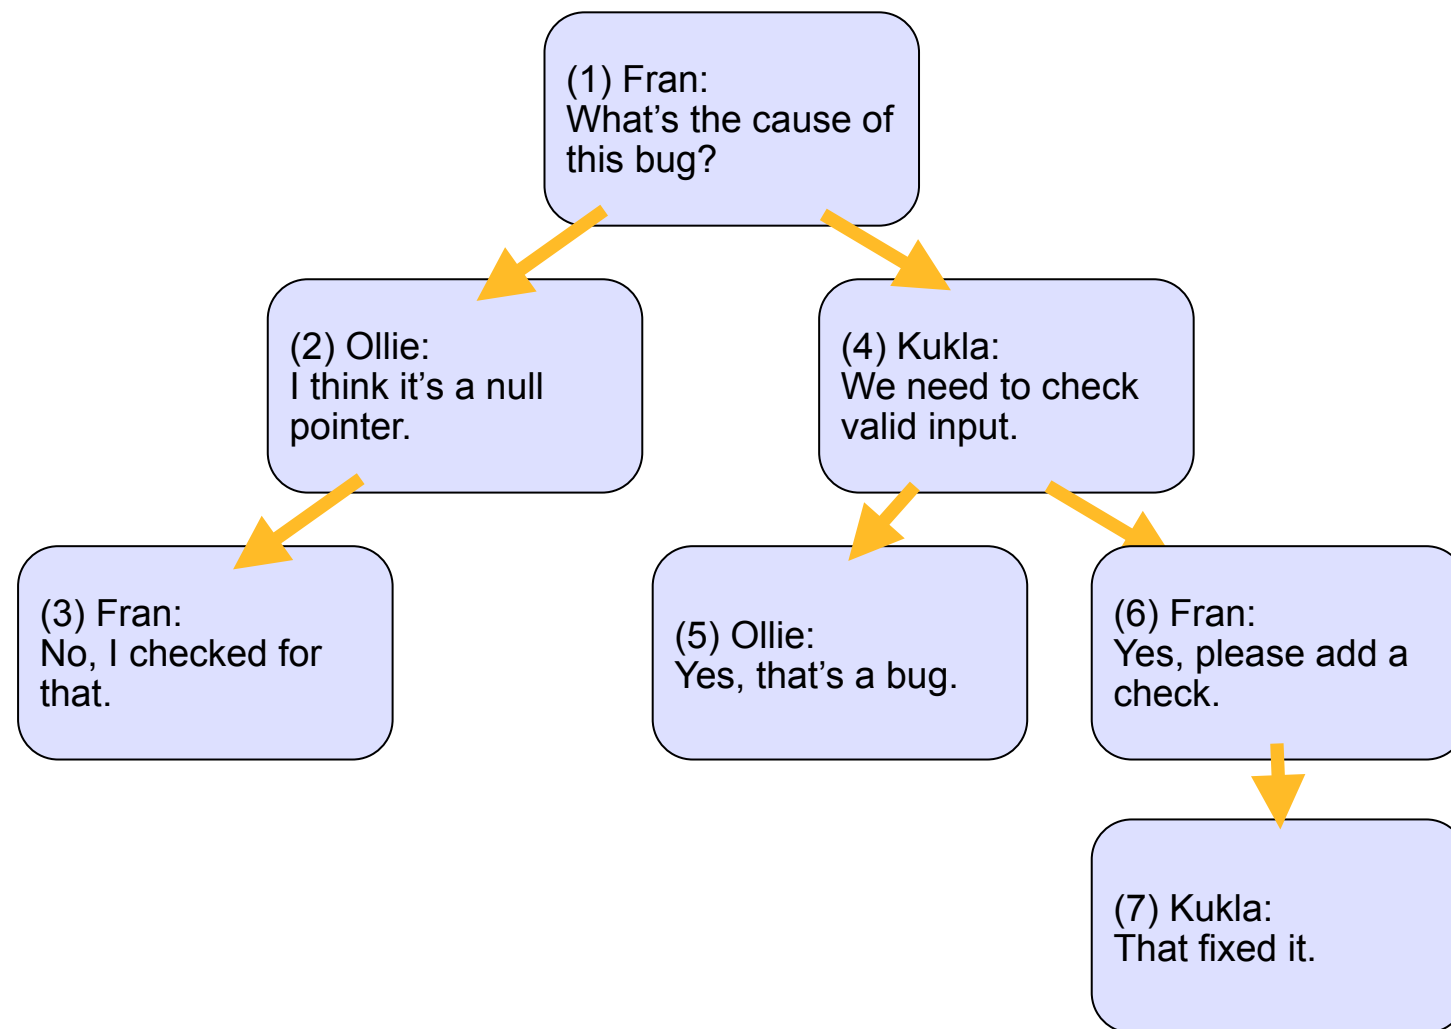 (1) Fran:
What’s the cause of
this bug?
(2) Ollie:
I think it’s a null
pointer.
(4) Kukla:
We need to check
valid input.
(3) Fran:
No, I checked for
that.
(5) Ollie:
Yes, that’s a bug.
(6) Fran:
Yes, please add a
check.
(7) Kukla:
That fixed it.